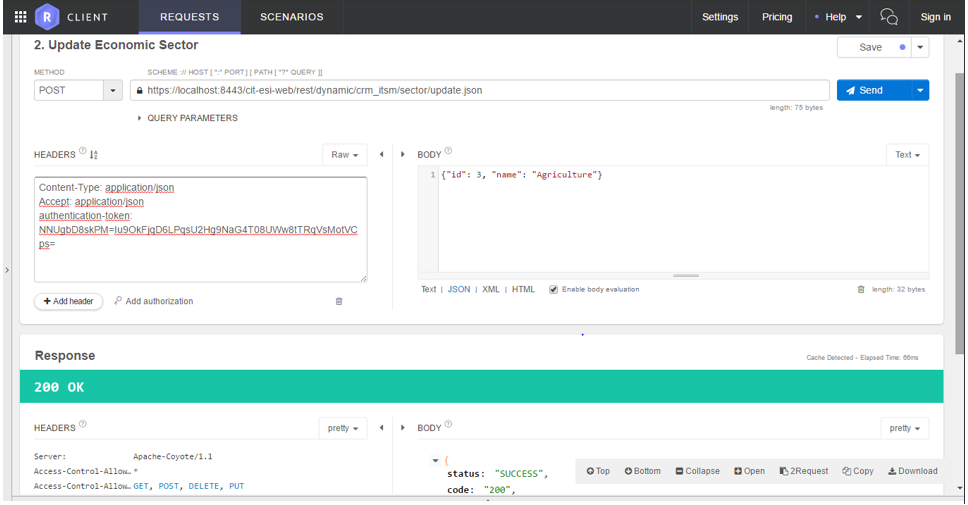 R CLIENT REQUESTS SCENARIOS Settings Pricing Help Sign in
2. Update Economic Sector
Save
METHOD SCHEME :// HOST [ ":" PORT ] [ PATH [ "?" QUERY ]]
POST https://localhost:8443/cit-esi-web/rest/dynamic/crm_itsm/sector/update.json Send
length: 75 bytes
QUERY PARAMETERS
HEADERS ? Raw BODY ? Text
Content-Type: application/json
Accept: application/json
authentication-token:
NNUgbD8skPM=Iu9OkFjqD6LPqsU2Hg9NaG4T08UWw8tTRqVsMotVC
ps=
1 {"id": 3, "name": "Agriculture"}
Text | JSON | XML | HTML Enable body evaluation length: 32 bytes
+ Add header Add authorization
Response
Cache Detected - Elapsed Time: 66ms
200 OK
HEADERS ? pretty BODY ? pretty
Server: Apache-Coyote/1.1
Access-Control-Allow… *
Access-Control-Allow… GET, POST, DELETE, PUT
{
status: "SUCCESS",
code: "200",
Top Bottom Collapse Open 2Request Copy Download